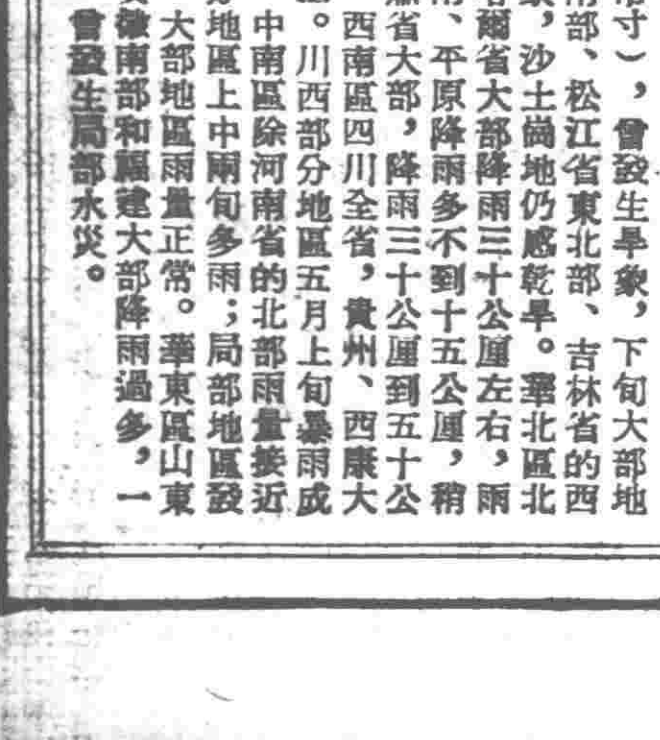 寸），曾發生旱象，下旬大部地
部、松江省東北部、吉林省的西
，沙土崗地仍感乾旱。華北區北
爾省大部降雨三十公厘左右，雨
、平原降雨多不到十五公厘，稍
省大部，降雨三十公厘到五十公
西南區四川全省，貴州、西康大
。川西部分地區五月上旬暴雨成
中南區除河南省的北部雨量接近
地區上中兩旬多雨；局部地區發
大部地區雨量正常。華東區山東
徽南部和福建大部降雨過多，一
曾發生局部水災。